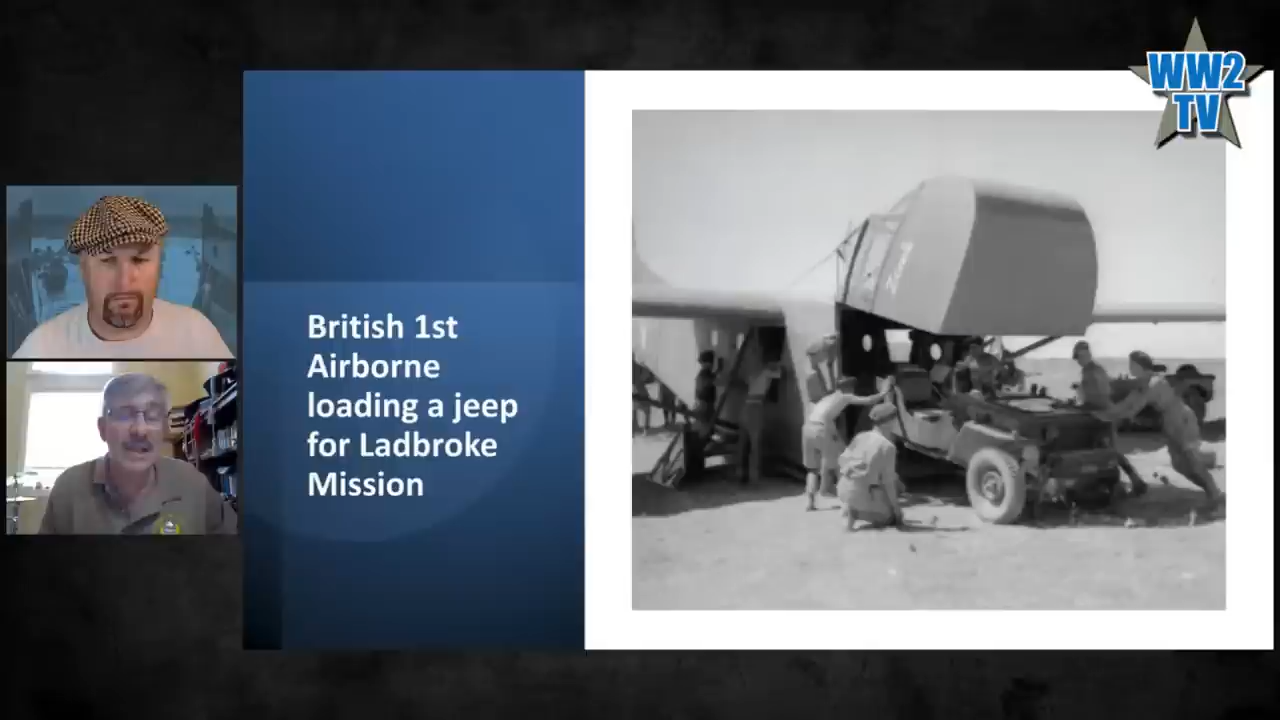 WW2
TV
British 1st
Airborne
loading a jeep
for Ladbroke
Mission